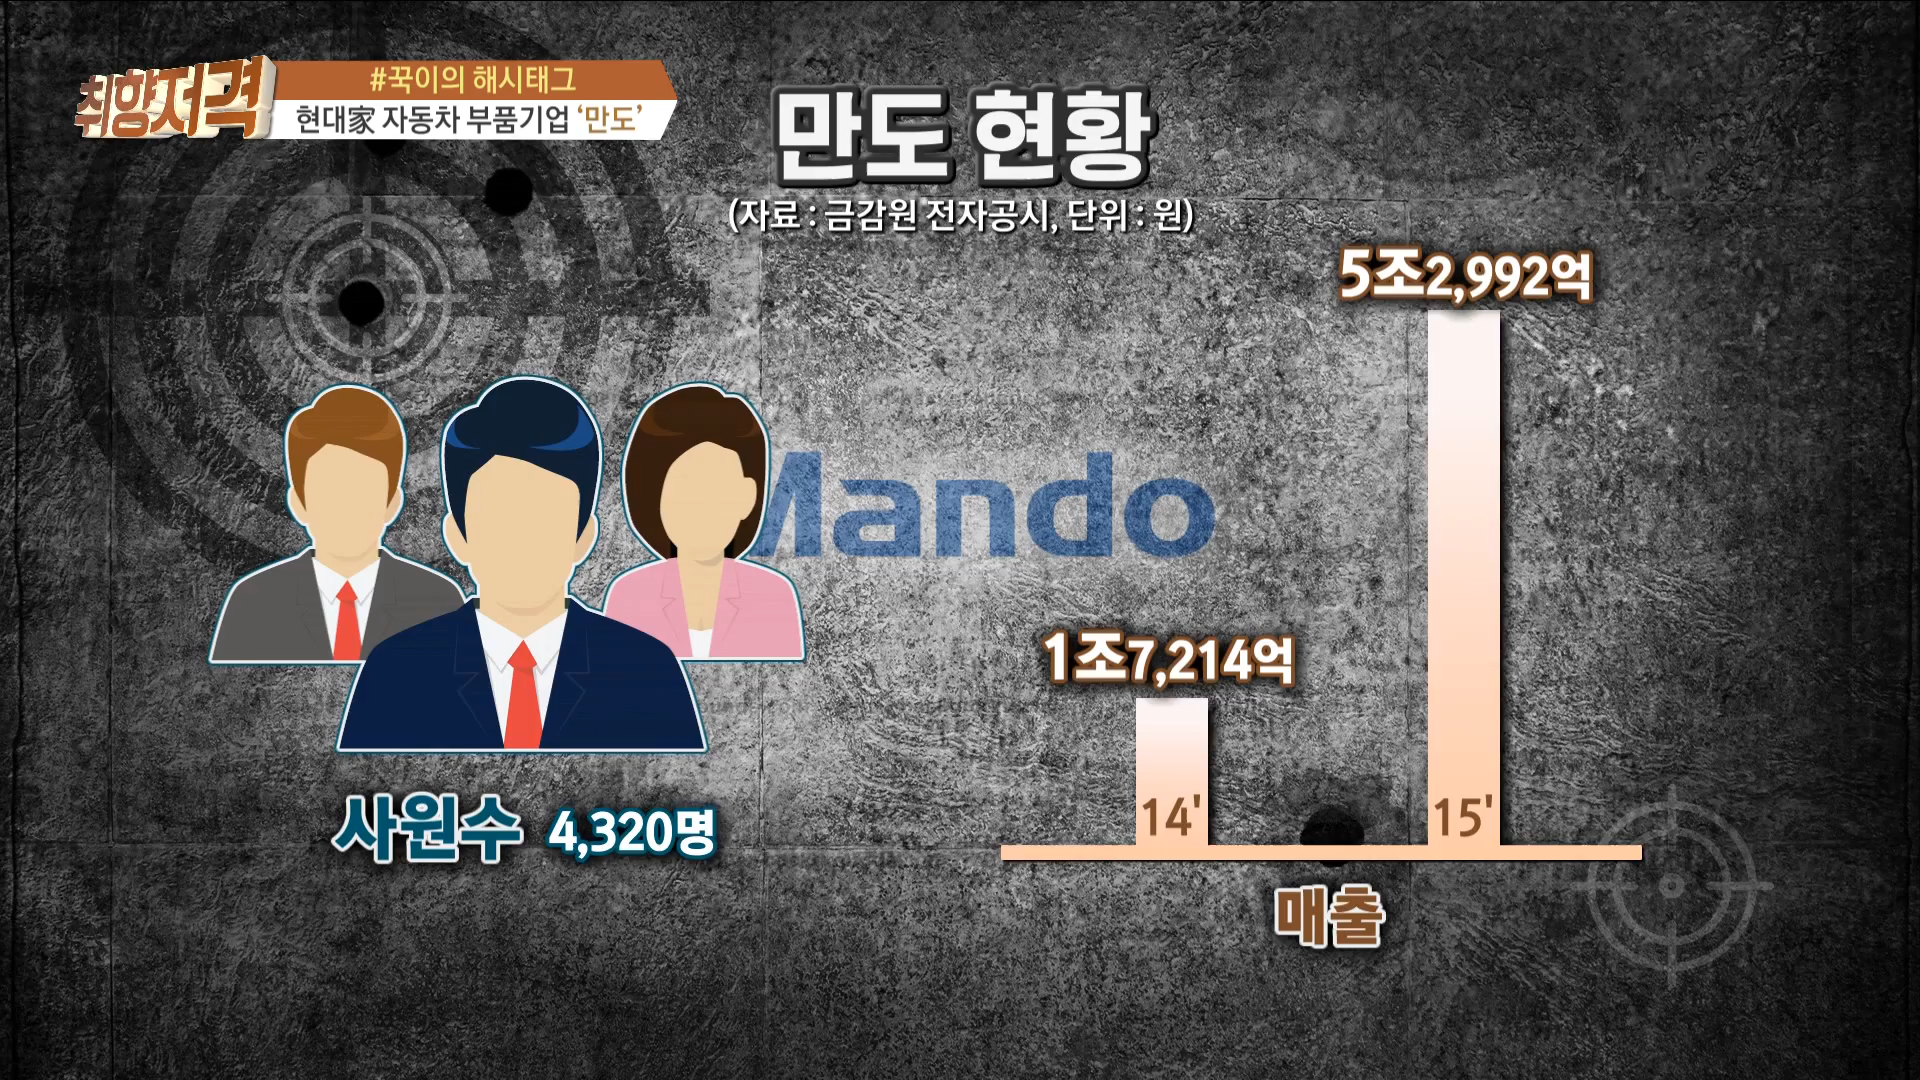 취향저격
#꾹이의 해시태그
현대家 자동차 부품기업 ‘만도’
만도 현황
(자료 : 금감원 전자공시, 단위 : 원)
5조2,992억
Mando
1조7,214억
14'
15'
사원수 4,320명
매출